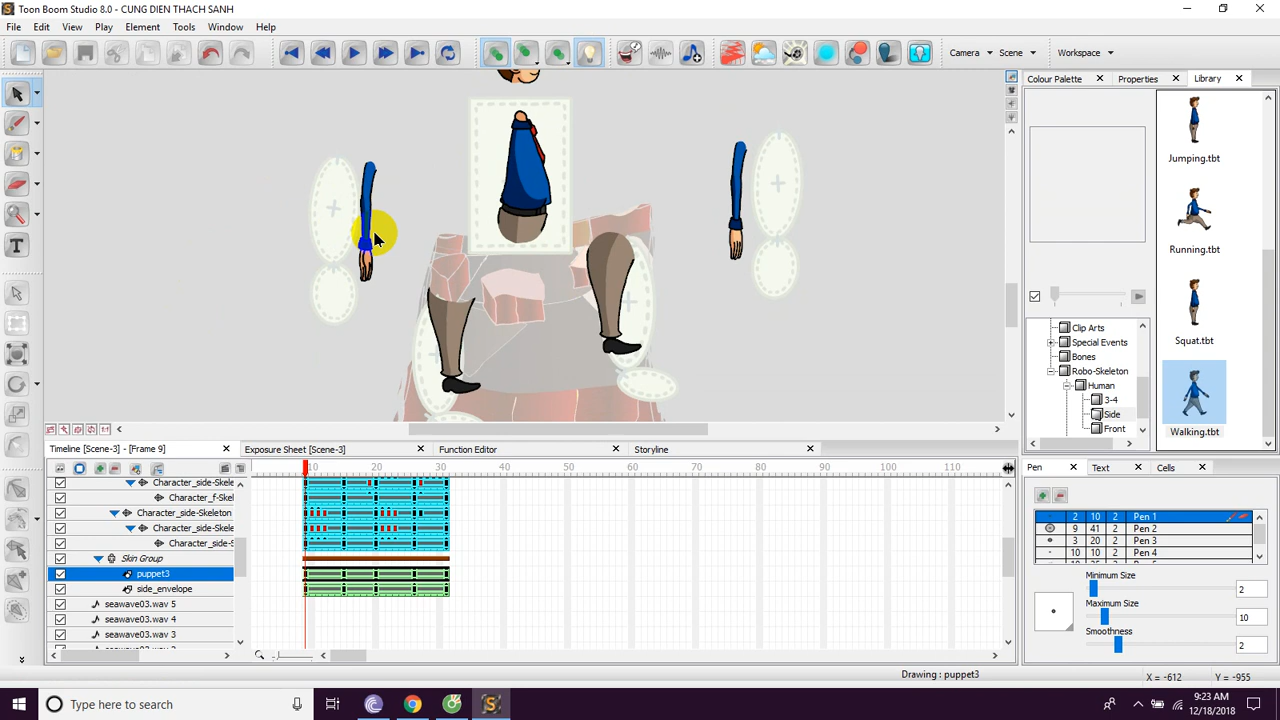 Toon Boom Studio 8.0 - CUNG DIEN THACH SANH
File Edit View Play Element Tools Window Help
Camera Scene Workspace
Colour Palette Properties Library
Jumping.tbt
Running.tbt
Squat.tbt
Walking.tbt
Clip Arts
Special Events
Bones
Robo-Skeleton
Human
3-4
Side
Front
Timeline [Scene-3] - [Frame 9] Exposure Sheet [Scene-3] Function Editor Storyline
10 20 30 40 50 60 70 80 90 100 110
Character_side-Skele
Character_f-Skel
Character_side-Skeleton
Character_side-Skele
Character_side-S
Skin Group
puppet3
side_envelope
seawave03.wav 5
seawave03.wav 4
seawave03.wav 3
Pen Text Cells
2 10 2 Pen 1
9 41 2 Pen 2
3 20 2 Pen 3
10 10 2 Pen 4
Minimum Size
2
Maximum Size
10
Smoothness
2
Drawing : puppet3
X = -612 Y = -955
Type here to search
9:23 AM
12/18/2018